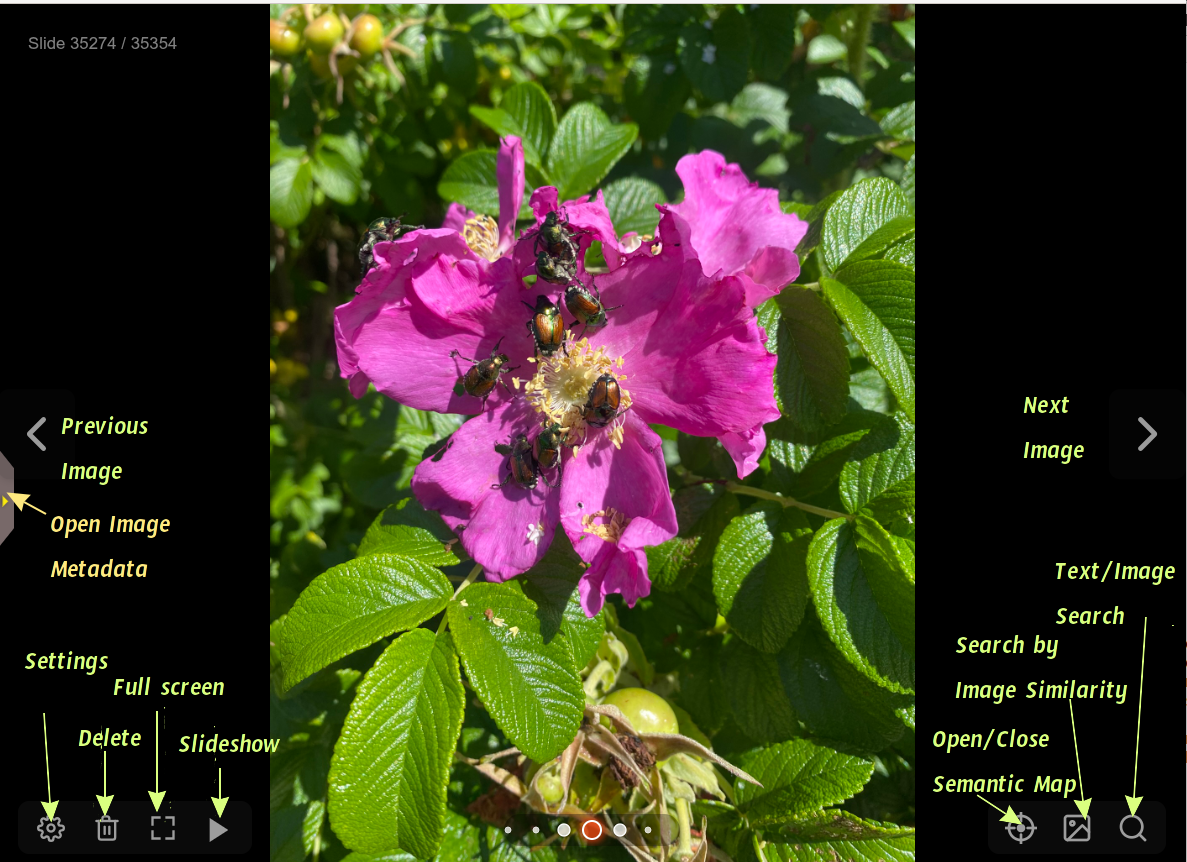 Slide 35274 / 35354
Previous
Image
Next
Image
Open Image
Metadata
Text/Image
Search
Search by
Image Similarity
Settings
Full screen
Delete
Slideshow
Open/Close
Semantic Map